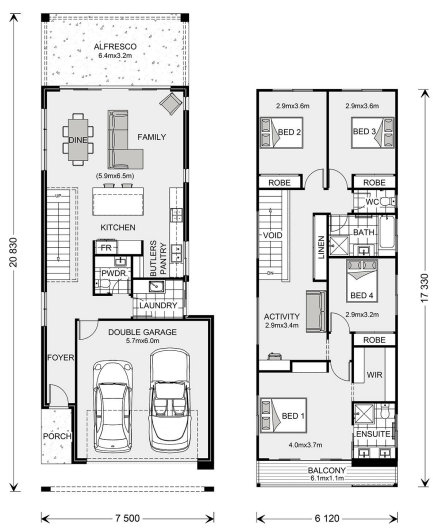 ALFRESCO
6.4mx3.2m
DINE
FAMILY
(5.9mx6.5m)
KITCHEN
FR
BUTLERS
PANTRY
PWDR.
LAUNDRY
DOUBLE GARAGE
5.7mx6.0m
FOYER
PORCH
20 830
7 500
2.9mx3.6m
BED 2
2.9mx3.6m
BED 3
ROBE
ROBE
WC
VOID
BATH.
LINEN
BED 4
2.9mx3.2m
ACTIVITY
2.9mx3.4m
ROBE
WIR
BED 1
4.0mx3.7m
ENSUITE
BALCONY
6.1mx1.1m
17 330
6 120